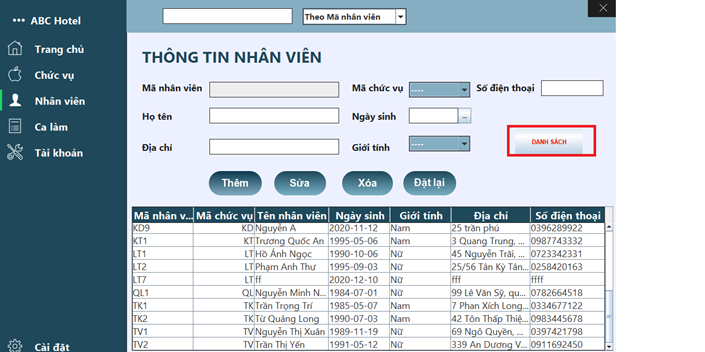 ABC Hotel
Theo Mã nhân viên
Trang chủ
Chức vụ
Nhân viên
Ca làm
Tài khoản
Cài đặt
THÔNG TIN NHÂN VIÊN
Mã nhân viên
Mã chức vụ
----
Số điện thoại
Họ tên
Ngày sinh
...
Địa chỉ
Giới tính
----
DANH SÁCH
Thêm Sửa Xóa Đặt lại
Mã nhân v... Mã chức vụ Tên nhân viên Ngày sinh Giới tính Địa chỉ Số điện thoại
KD9 KD Nguyễn A 2020-11-12 Nam 25 trần phú 0396289922
KT1 KT Trương Quốc An 1995-05-06 Nam 3 Quang Trung, ... 0987743332
LT1 LT Hồ Ánh Ngọc 1990-10-06 Nữ 45 Nguyễn Trãi, ... 0723342331
LT2 LT Phạm Anh Thư 1995-09-03 Nữ 25/56 Tân Kỳ Tân... 0258420163
LT7 LT ff 2020-12-10 Nữ fff ffff
QL1 QL Nguyễn Minh N... 1984-07-01 Nữ 99 Lê Văn Sỹ, qu... 0782664518
TK1 TK Trần Trọng Trí 1985-05-07 Nam 7 Phan Xích Long... 0334677122
TK2 TK Từ Quảng Long 1990-07-03 Nam 42 Tôn Thấp Thiệ... 0983445678
TV1 TV Nguyễn Thị Xuân 1989-11-19 Nữ 69 Ngô Quyền, ... 0397421798
TV2 TV Trần Thị Yến 1991-05-12 Nữ 339 An Dương V... 0911692450